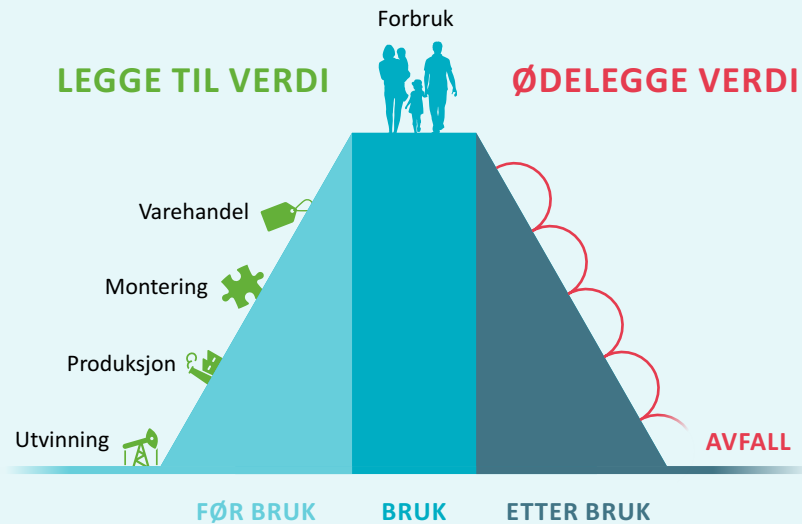 Forbruk
LEGGE TIL VERDI
ØDELEGGE VERDI
Varehandel
Montering
Produksjon
Utvinning
AVFALL
FØR BRUK
BRUK
ETTER BRUK